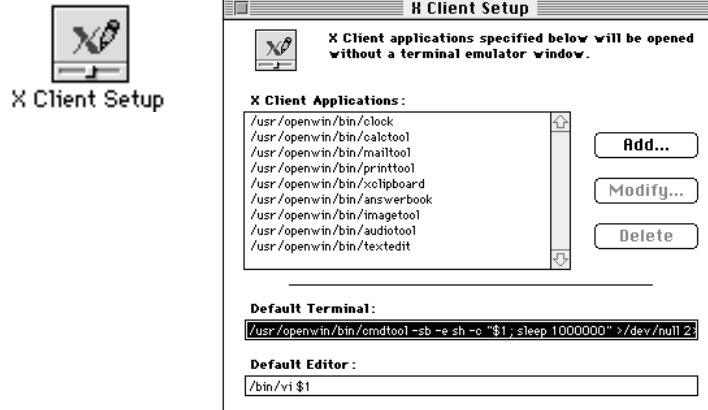 X Client Setup
X Client Setup
X Client applications specified below will be opened
without a terminal emulator window.
X Client Applications:
/usr/openwin/bin/clock
/usr/openwin/bin/calctool
/usr/openwin/bin/mailtool
/usr/openwin/bin/printtool
/usr/openwin/bin/xclipboard
/usr/openwin/bin/answerbook
/usr/openwin/bin/imagetool
/usr/openwin/bin/audiotool
/usr/openwin/bin/textedit
Add...
Modify...
Delete
Default Terminal:
/usr/openwin/bin/cmdtool -sb -e sh -c "$1; sleep 1000000" >/dev/null 2>
Default Editor:
/bin/vi $1